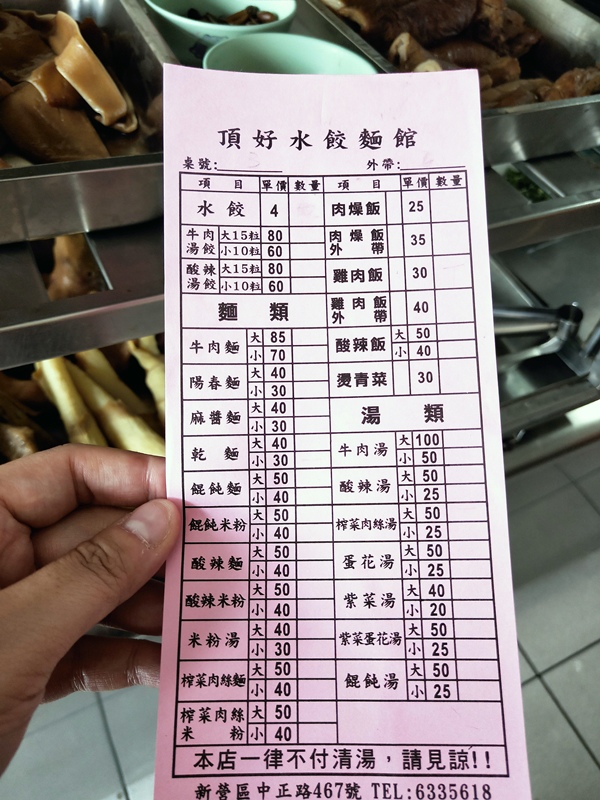 頂好水餃麵館
桌號: 外帶:
項目 單價 數量 項目 單價 數量
水餃 4
牛肉湯餃 大15粒 80
小10粒 60
酸辣湯餃 大15粒 80
小10粒 60
麵類
牛肉麵 大 85
小 70
陽春麵 大 40
小 30
麻醬麵 大 40
小 30
乾麵 大 40
小 30
餛飩麵 大 50
小 40
餛飩米粉 大 50
小 40
酸辣麵 大 50
小 40
酸辣米粉 大 50
小 40
米粉湯 大 40
小 30
榨菜肉絲麵 大 50
小 40
榨菜肉絲米粉 大 50
小 40
肉燥飯 25
肉燥飯外帶 35
雞肉飯 30
雞肉飯外帶 40
酸辣飯 大 50
小 40
燙青菜 30
湯類
牛肉湯 大 100
小 50
酸辣湯 大 50
小 25
榨菜肉絲湯 大 50
小 25
蛋花湯 大 50
小 25
紫菜湯 大 40
小 20
紫菜蛋花湯 大 50
小 25
餛飩湯 大 50
小 25
本店一律不付清湯，請見諒!!
新營區中正路467號 TEL:6335618